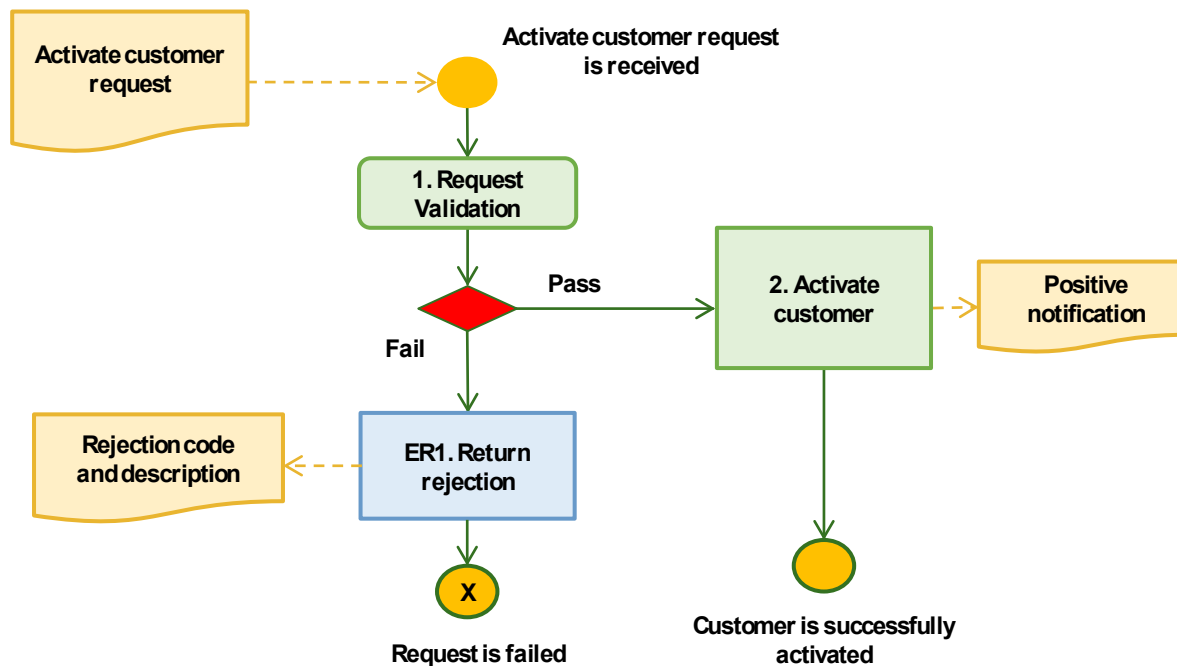 Activate customer
request
Activate customer request
is received
1. Request
Validation
Pass
2. Activate
customer
Positive
notification
Fail
Rejection code
and description
ER1. Return
rejection
X
Request is failed
Customer is successfully
activated